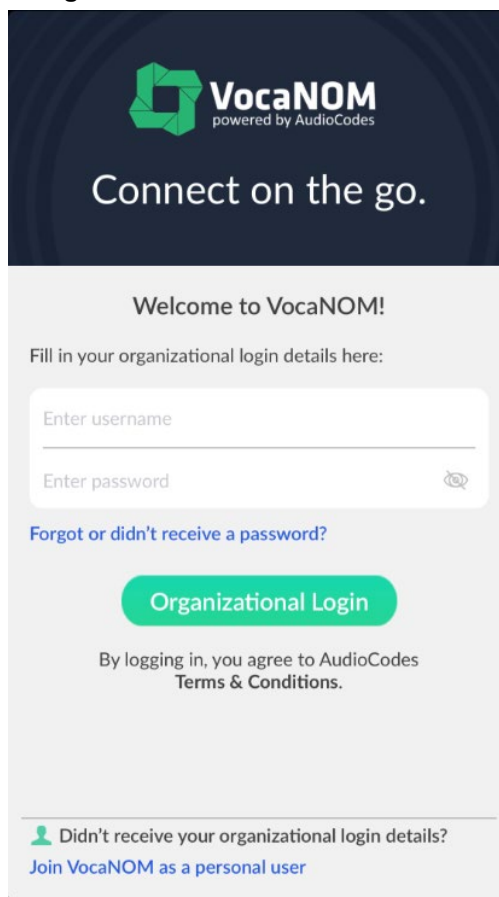 VocaNOM
powered by AudioCodes
Connect on the go.
Welcome to VocaNOM!
Fill in your organizational login details here:
Enter username
Enter password
Forgot or didn't receive a password?
Organizational Login
By logging in, you agree to AudioCodes
Terms & Conditions.
Didn't receive your organizational login details?
Join VocaNOM as a personal user